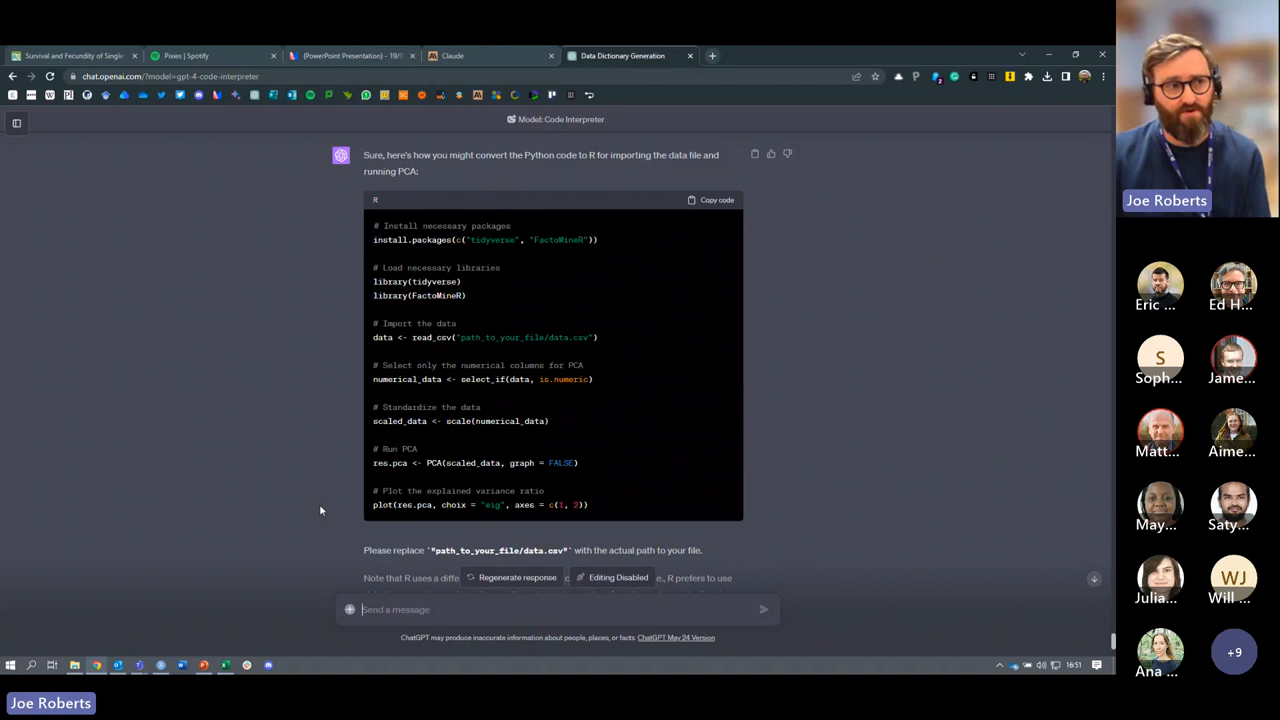 Survival and Fecundity of Single
Pixies | Spotify
(PowerPoint Presentation) - 19/0
Claude
Data Dictionary Generation
chat.openai.com/?model=gpt-4-code-interpreter
Model: Code Interpreter
Sure, here's how you might convert the Python code to R for importing the data file and
running PCA:
R
Copy code
# Install necessary packages
install.packages(c("tidyverse", "FactoMineR"))
# Load necessary libraries
library(tidyverse)
library(FactoMineR)
# Import the data
data <- read_csv("path_to_your_file/data.csv")
# Select only the numerical columns for PCA
numerical_data <- select_if(data, is.numeric)
# Standardize the data
scaled_data <- scale(numerical_data)
# Run PCA
res.pca <- PCA(scaled_data, graph = FALSE)
# Plot the explained variance ratio
plot(res.pca, choix = "eig", axes = c(1, 2))
Please replace `"path_to_your_file/data.csv"` with the actual path to your file.
Note that R uses a diffe
Regenerate response
Editing Disabled
e., R prefers to use
Send a message
ChatGPT may produce inaccurate information about people, places, or facts. ChatGPT May 24 Version
16:51
Joe Roberts
Joe Roberts
Eric ...
Ed H...
S
Soph...
Jame...
Matt...
Aime...
May...
Saty...
Julia...
WJ
Will ...
Ana ...
+9